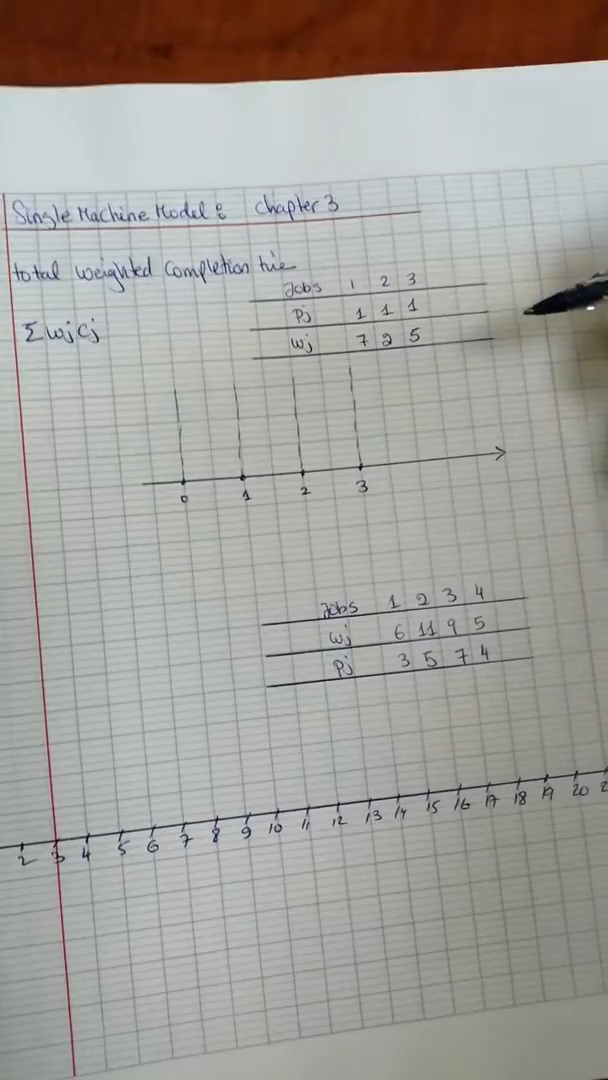 Single Machine Model : chapter 3
total weighted completion time
Jobs 1 2 3
Pj 1 1 1
Σ wj Cj
wj 7 2 5
0 1 2 3
Jobs 1 2 3 4
wj 6 11 9 5
Pj 3 5 7 4
2 3 4 5 6 7 8 9 10 11 12 13 14 15 16 17 18 19 20